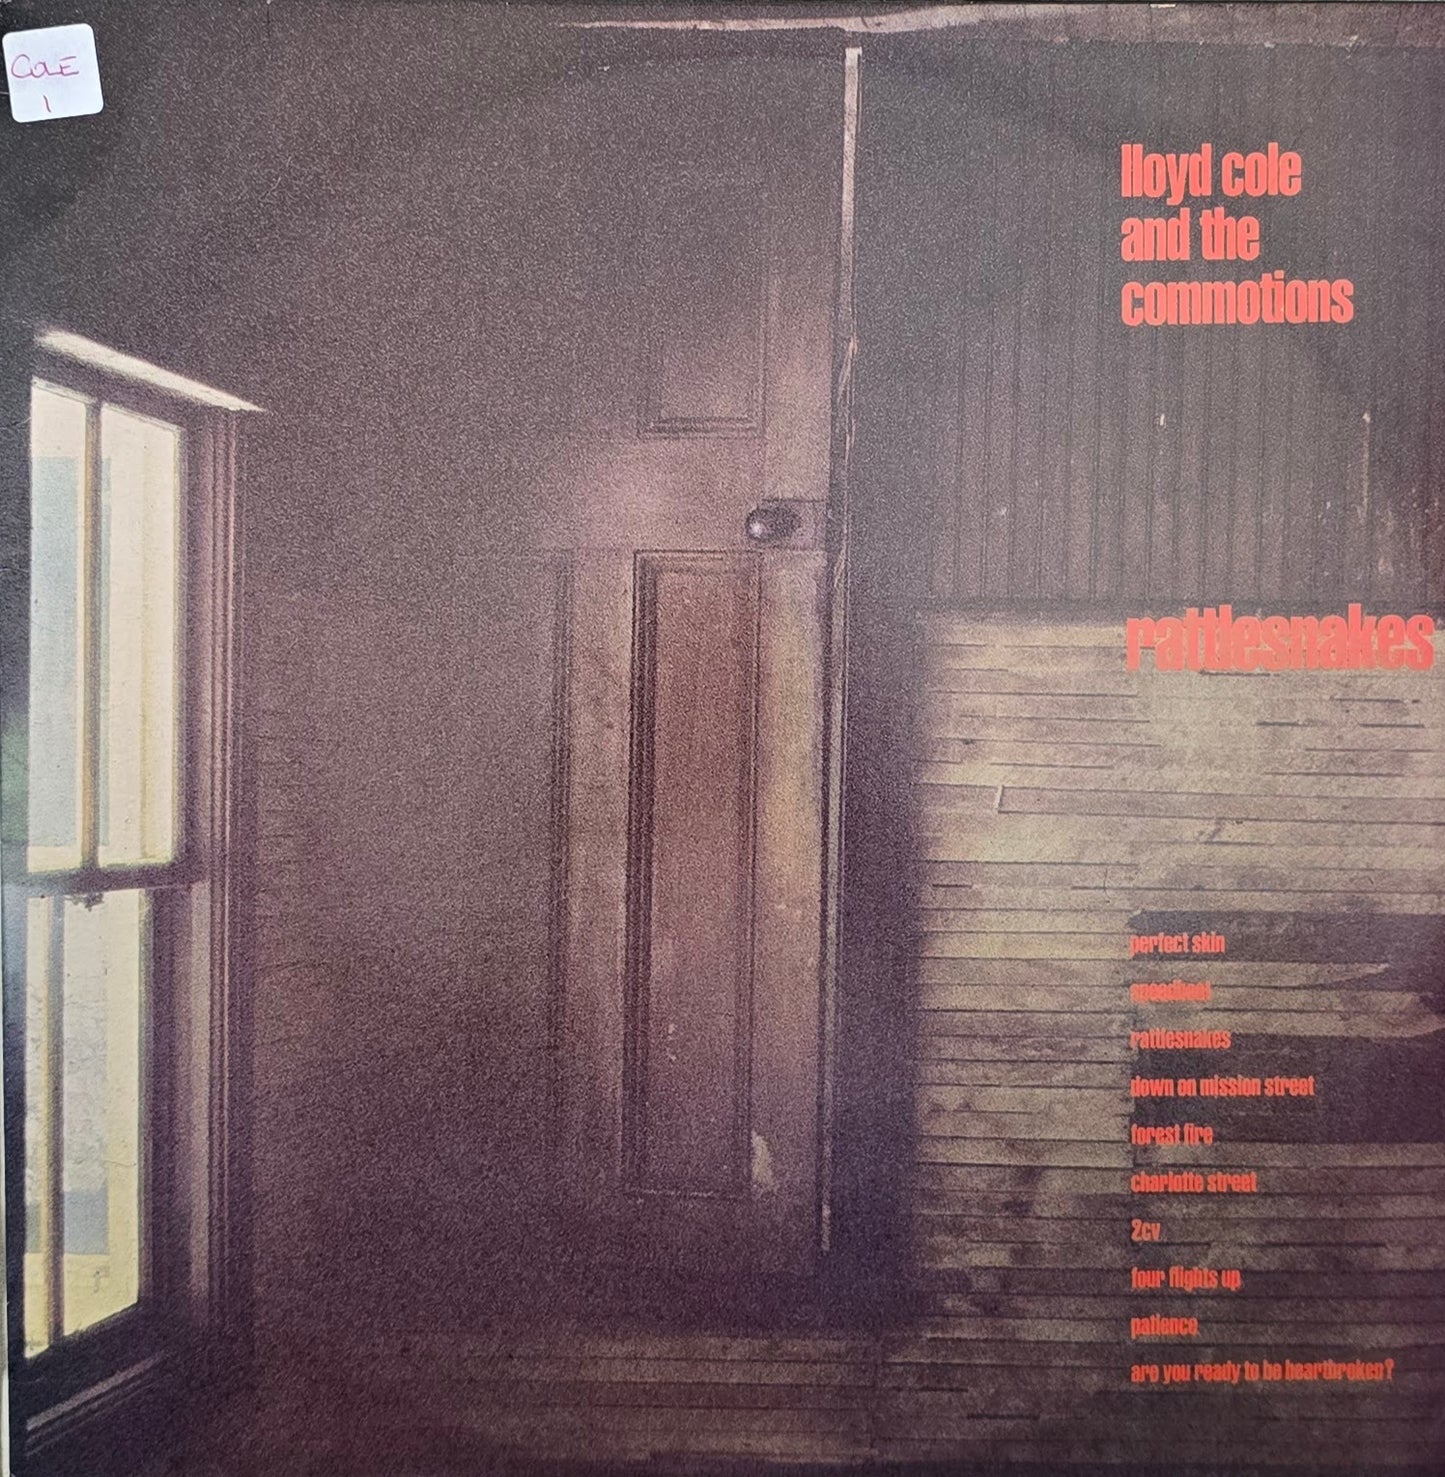 COLE
1
lloyd cole
and the
commotions
rattlesnakes
perfect skin
speedboat
rattlesnakes
down on mission street
forest fire
charlotte street
2cv
four flights up
patience
are you ready to be heartbroken?